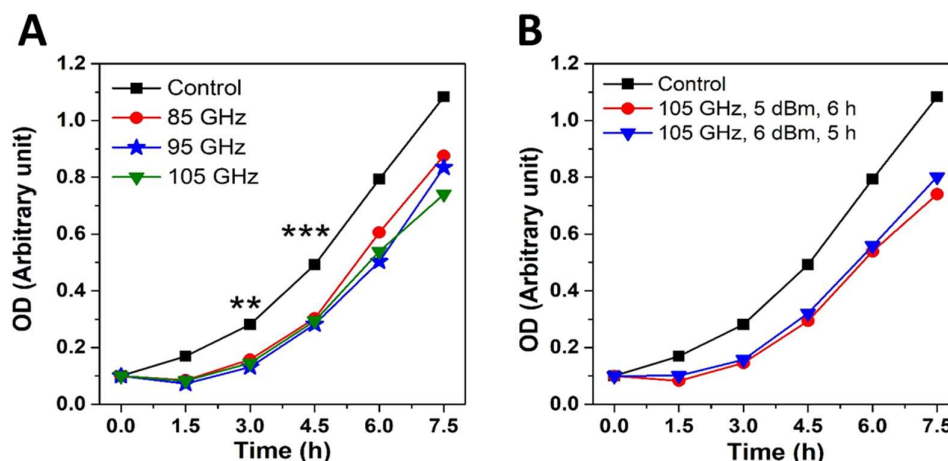 A
OD (Arbitrary unit)
1.2
1.0
0.8
0.6
0.4
0.2
0.0
Control
85 GHz
95 GHz
105 GHz
***
**
0.0 1.5 3.0 4.5 6.0 7.5
Time (h)
B
OD (Arbitrary unit)
1.2
1.0
0.8
0.6
0.4
0.2
0.0
Control
105 GHz, 5 dBm, 6 h
105 GHz, 6 dBm, 5 h
0.0 1.5 3.0 4.5 6.0 7.5
Time (h)